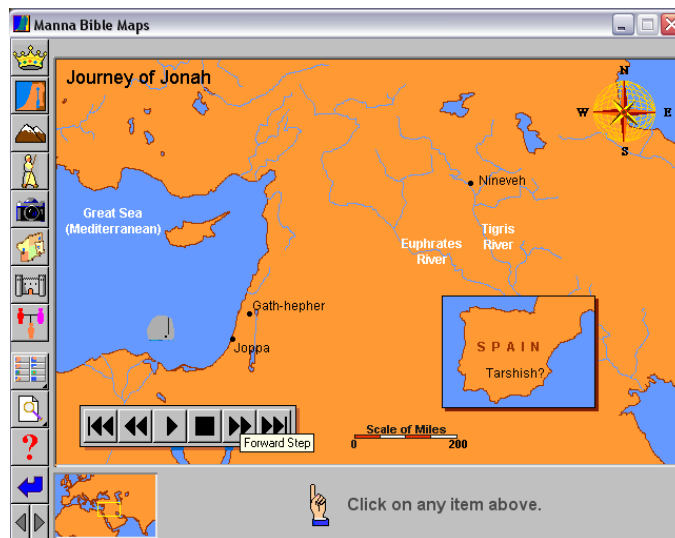 Manna Bible Maps
Journey of Jonah
N
W E
S
Nineveh
Great Sea
(Mediterranean)
Tigris
River
Euphrates
River
Gath-hepher
Joppa
SPAIN
Tarshish?
Scale of Miles
0 200
Forward Step
?
Click on any item above.